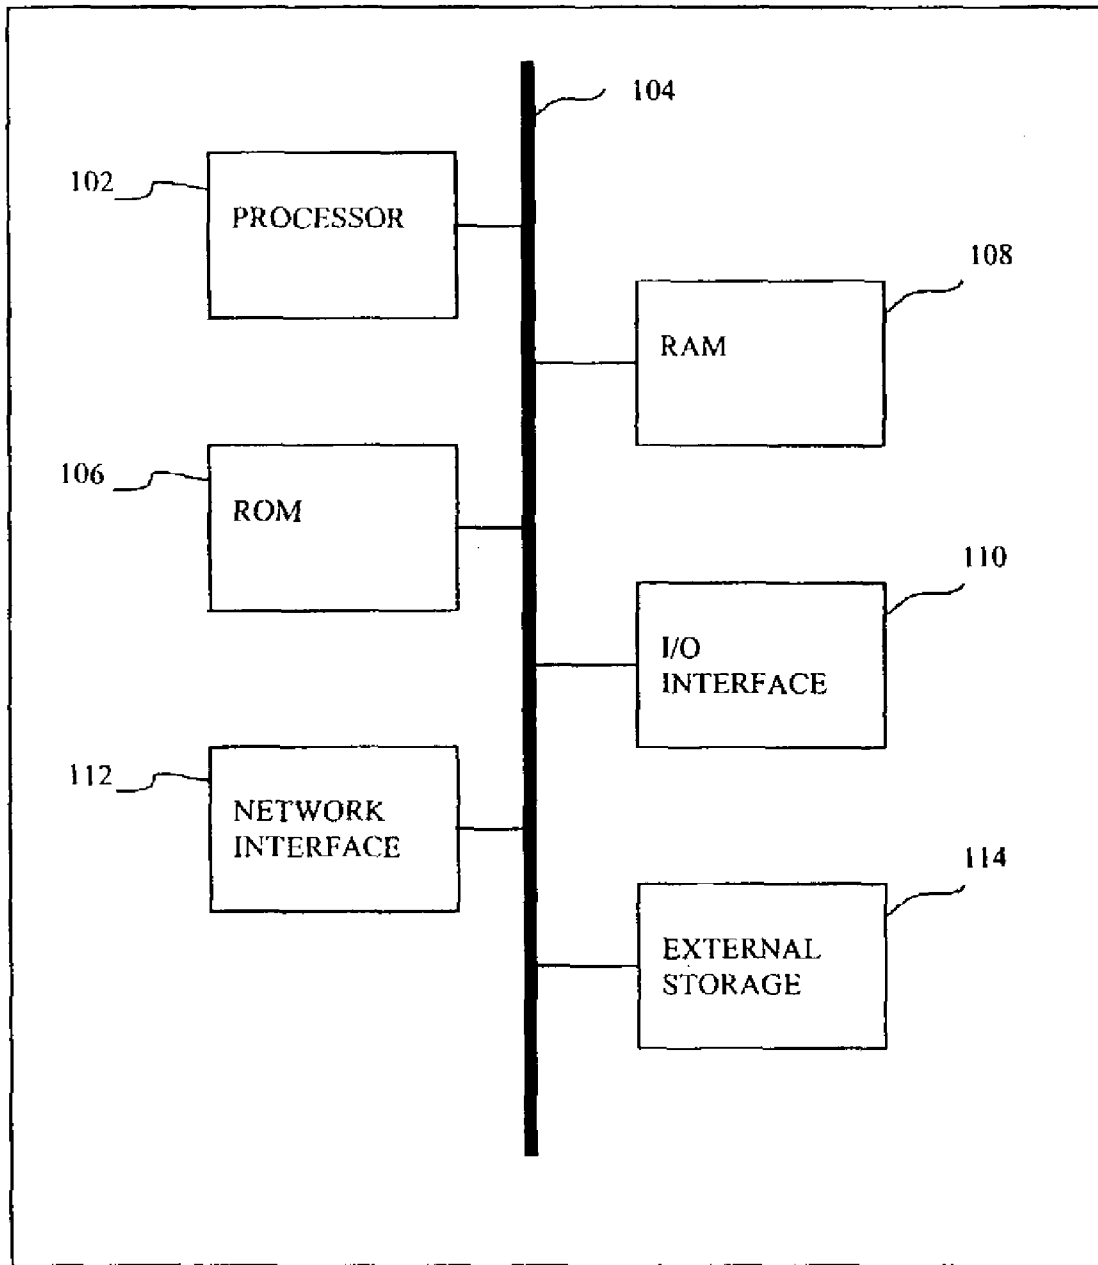 104
102
PROCESSOR
108
RAM
106
ROM
110
I/O
INTERFACE
112
NETWORK
INTERFACE
114
EXTERNAL
STORAGE